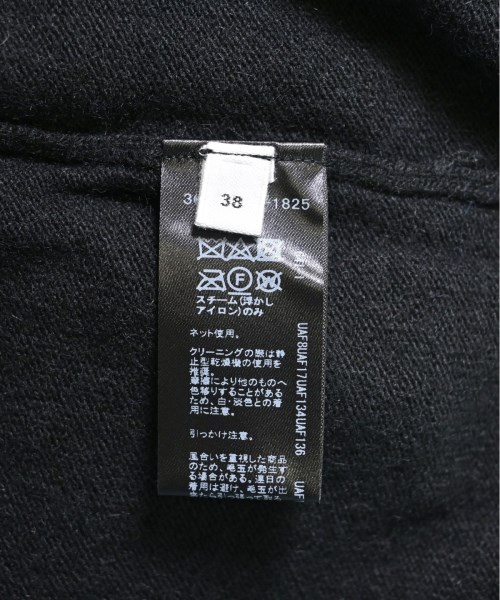 38
-1825
F
W
スチーム(浮かし
アイロン)のみ
ネット使用。
クリーニングの際は静
止型乾燥機の使用を
推奨。
摩擦により他のものへ
色移りすることがある
ため、白・淡色との着
用に注意。
引っかけ注意。
風合いを重視した商品
のため、毛玉が発生す
る場合がある。連日の
着用は避け、毛玉が出
UAF8UAF17UAF134UAF136
UAF